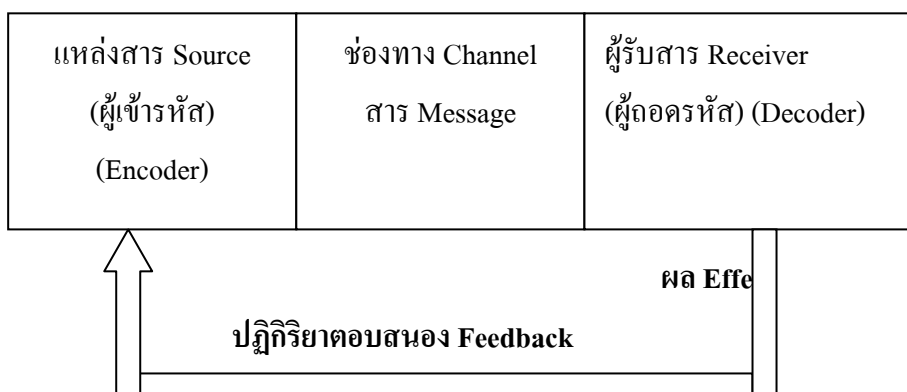 แหล่งสาร Source
(ผู้เข้ารหัส)
(Encoder)
ช่องทาง Channel
สาร Message
ผู้รับสาร Receiver
(ผู้ถอดรหัส) (Decoder)
ผล Effe
ปฏิกิริยาตอบสนอง Feedback